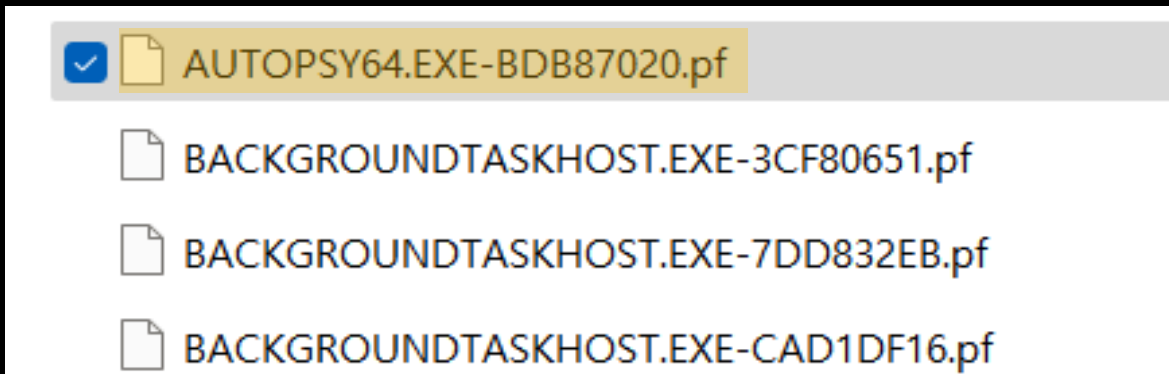 AUTOPSY64.EXE-BDB87020.pf
BACKGROUNDTASKHOST.EXE-3CF80651.pf
BACKGROUNDTASKHOST.EXE-7DD832EB.pf
BACKGROUNDTASKHOST.EXE-CAD1DF16.pf